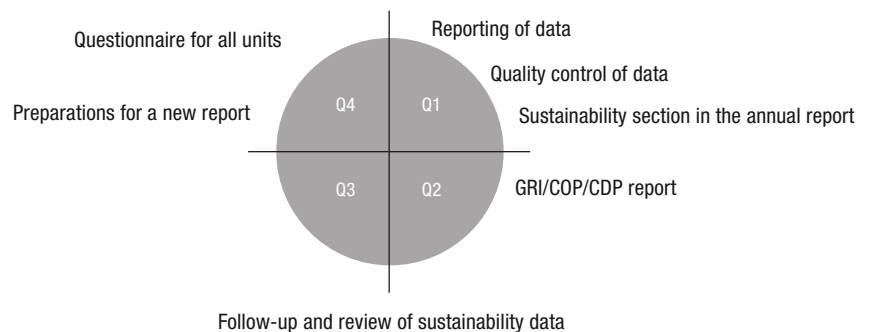 Questionnaire for all units
Reporting of data
Quality control of data
Preparations for a new report
Q4
Q1
Sustainability section in the annual report
Q3
Q2
GRI/COP/CDP report
Follow-up and review of sustainability data